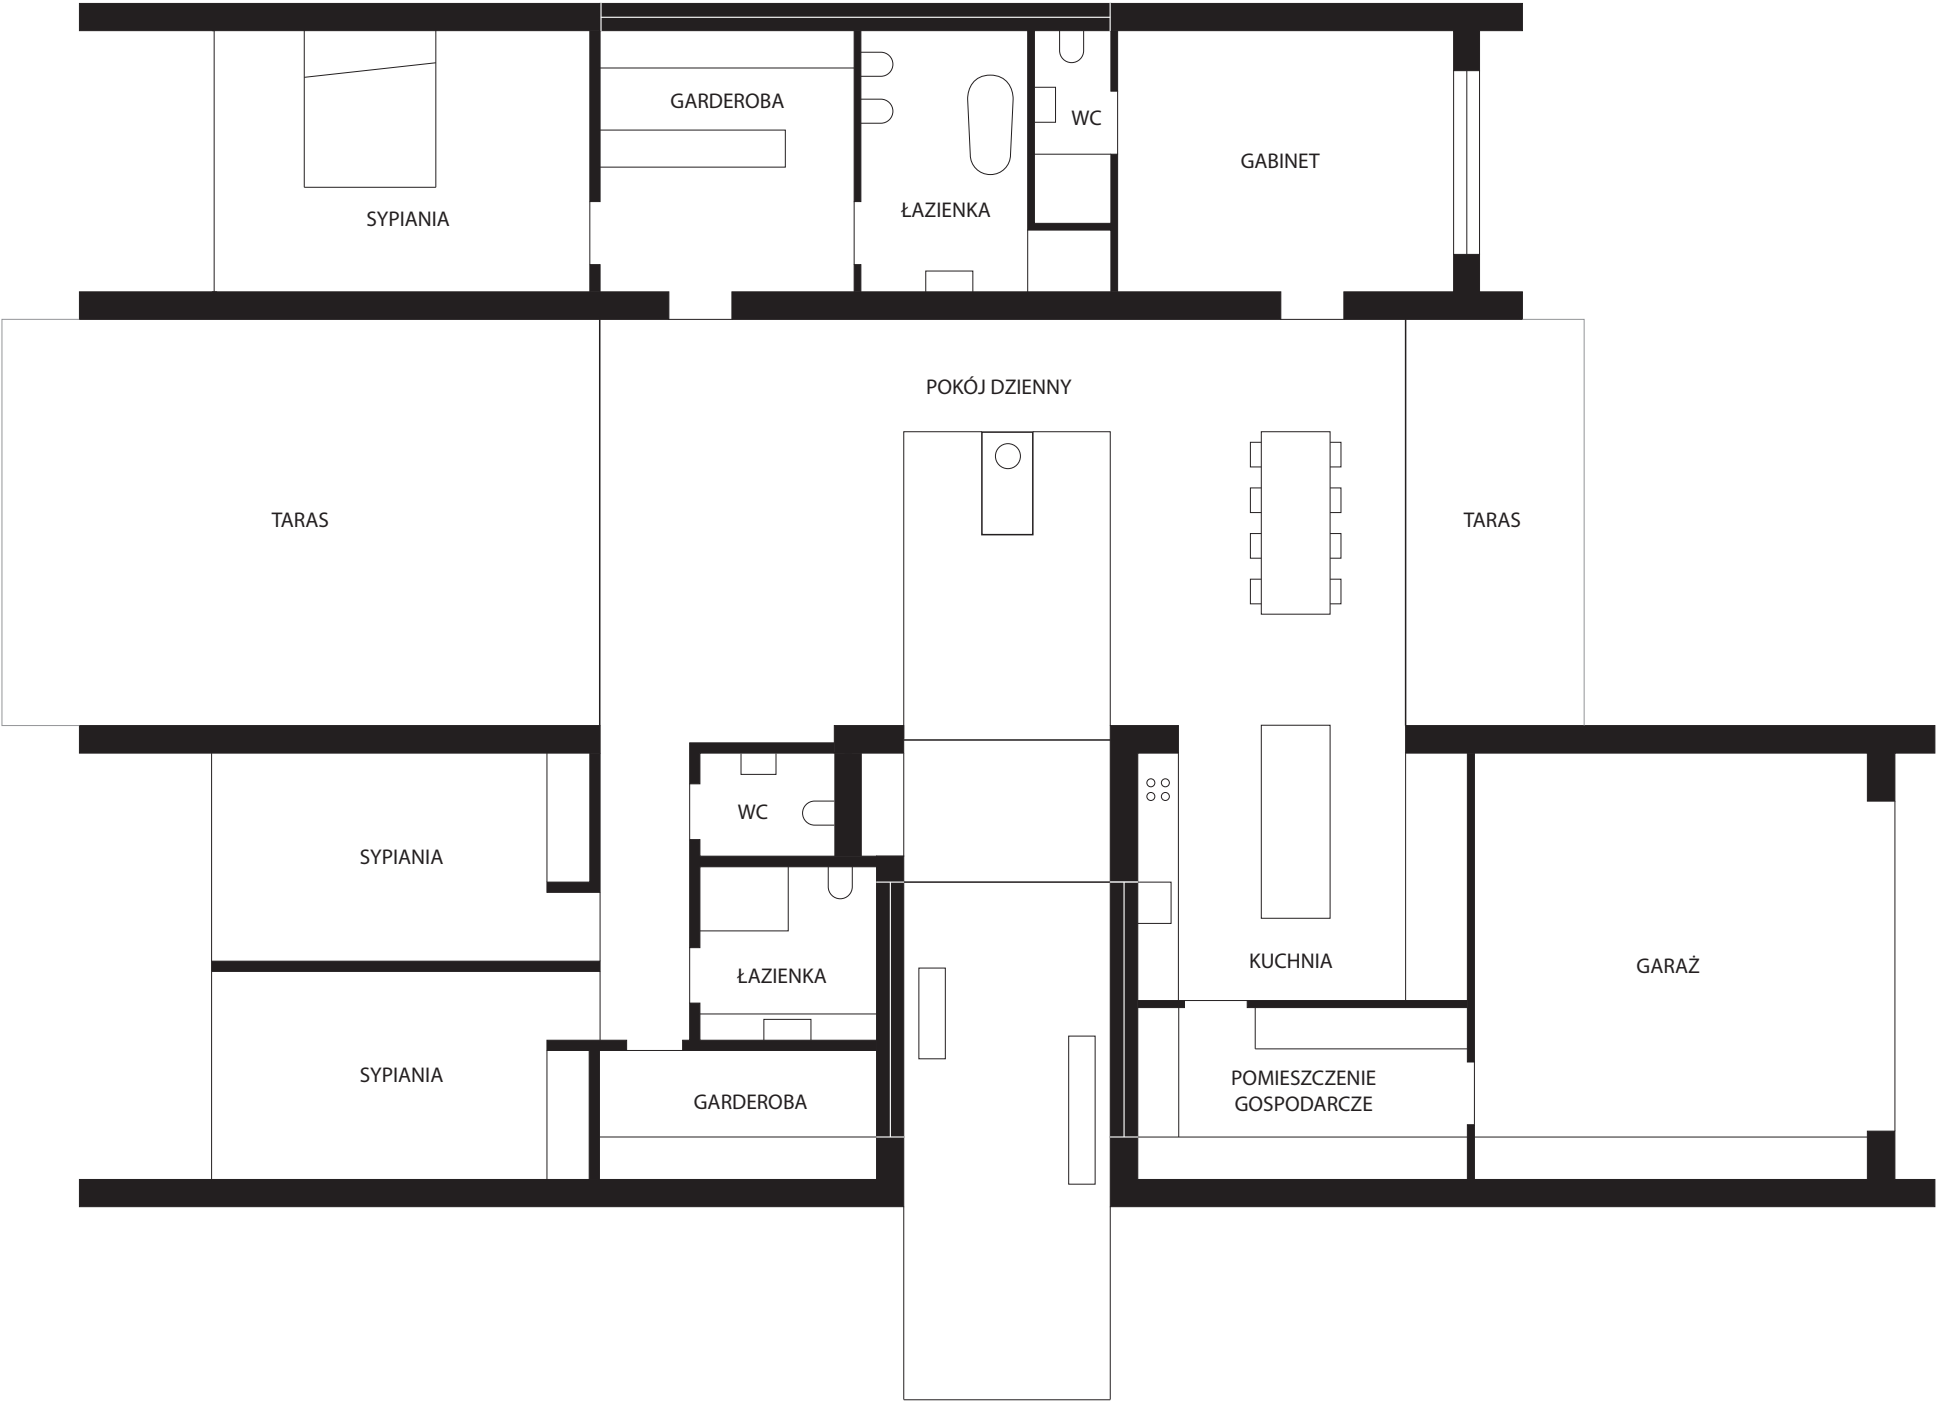 GARDEROBA
WC
GABINET
SYPIANIA
ŁAZIENKA
POKÓJ DZIENNY
TARAS
TARAS
WC
SYPIANIA
KUCHNIA
GARAŻ
ŁAZIENKA
SYPIANIA
POMIESZCZENIE
GOSPODARCZE
GARDEROBA